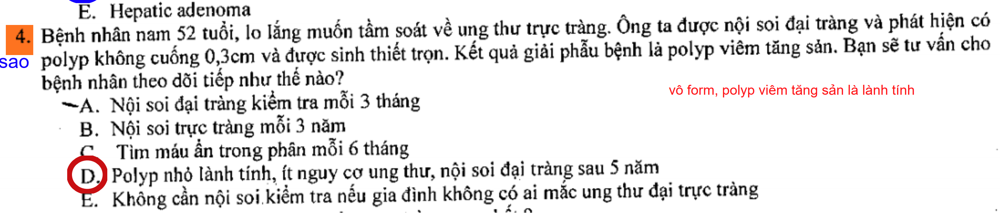 E. Hepatic adenoma
4. Bệnh nhân nam 52 tuổi, lo lắng muốn tầm soát về ung thư trực tràng. Ông ta được nội soi đại tràng và phát hiện có
sao polyp không cuống 0,3cm và được sinh thiết trọn. Kết quả giải phẫu bệnh là polyp viêm tăng sản. Bạn sẽ tư vấn cho
bệnh nhân theo dõi tiếp như thế nào?
vô form, polyp viêm tăng sản là lành tính
A. Nội soi đại tràng kiểm tra mỗi 3 tháng
B. Nội soi trực tràng mỗi 3 năm
C. Tìm máu ẩn trong phân mỗi 6 tháng
D. Polyp nhỏ lành tính, ít nguy cơ ung thư, nội soi đại tràng sau 5 năm
E. Không cần nội soi kiểm tra nếu gia đình không có ai mắc ung thư đại trực tràng